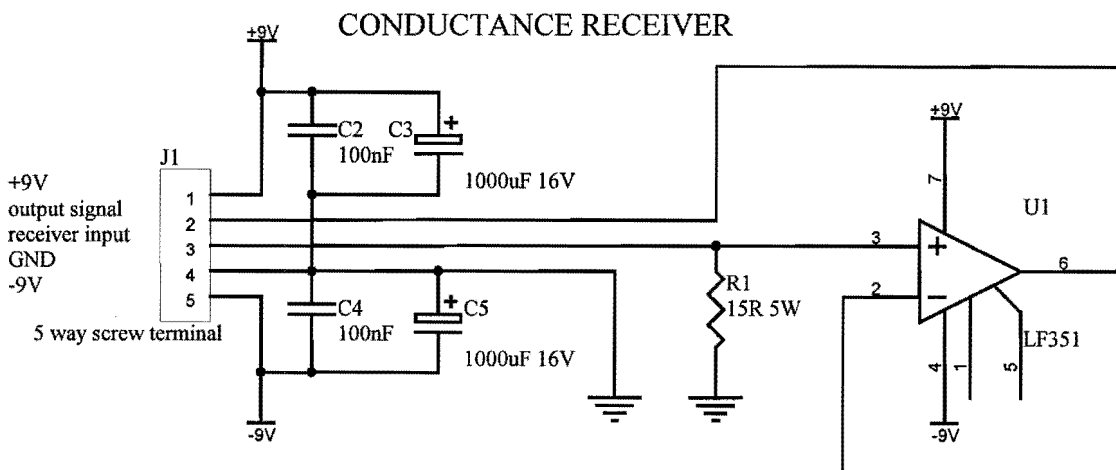 CONDUCTANCE RECEIVER
+9V
+9V
C2
100nF
C3
+
1000uF 16V
J1
+9V
output signal
receiver input
GND
-9V
1
2
3
4
5
5 way screw terminal
C4
100nF
+
C5
1000uF 16V
-9V
R1
15R 5W
7
U1
3
+
2
−
6
LF351
4
1
5
-9V